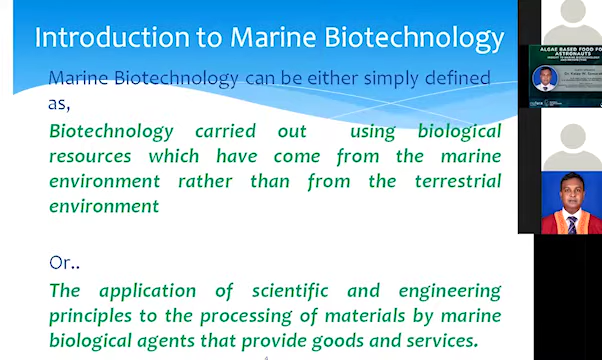 Introduction to Marine Biotechnology
Marine Biotechnology can be either simply defined
as,
Biotechnology carried out using biological
resources which have come from the marine
environment rather than from the terrestrial
environment
Or..
The application of scientific and engineering
principles to the processing of materials by marine
biological agents that provide goods and services.
ALGAE BASED FOOD FOR
ASTRONAUTS